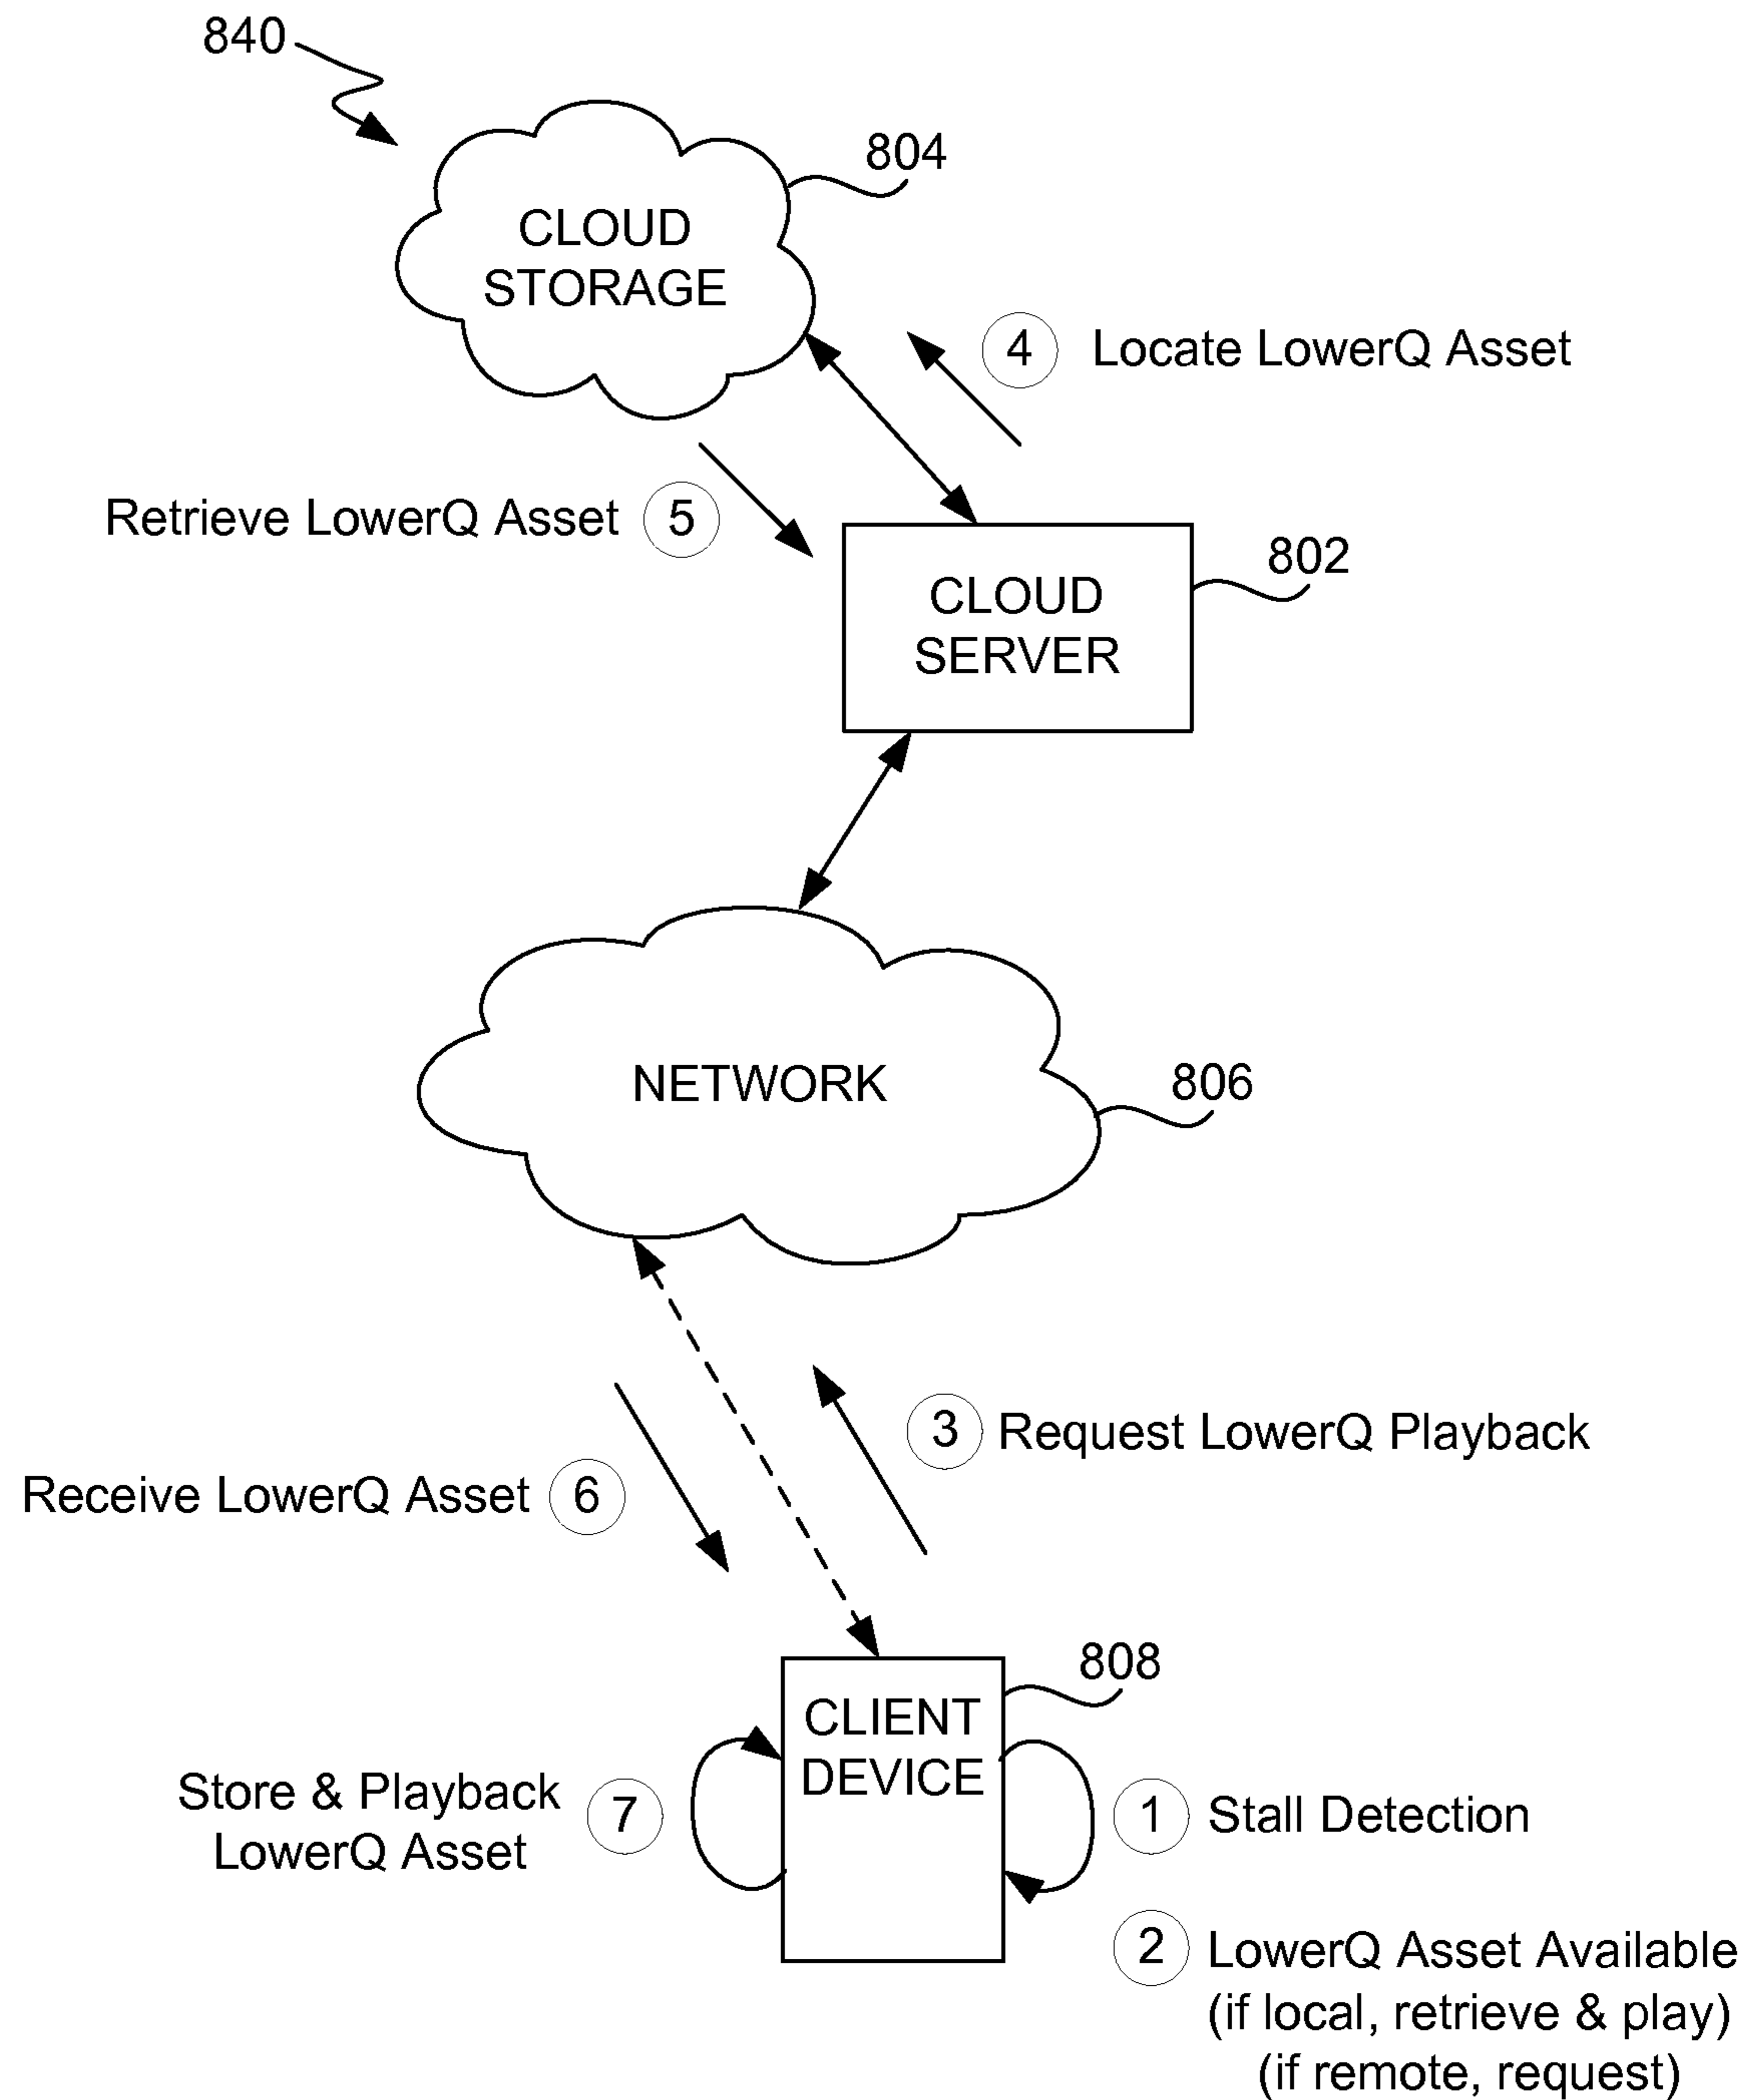 840
804
CLOUD
STORAGE
4 Locate LowerQ Asset
Retrieve LowerQ Asset 5
802
CLOUD
SERVER
NETWORK
806
3 Request LowerQ Playback
Receive LowerQ Asset 6
808
CLIENT
DEVICE
Store & Playback
LowerQ Asset
7
1 Stall Detection
2 LowerQ Asset Available
(if local, retrieve & play)
(if remote, request)